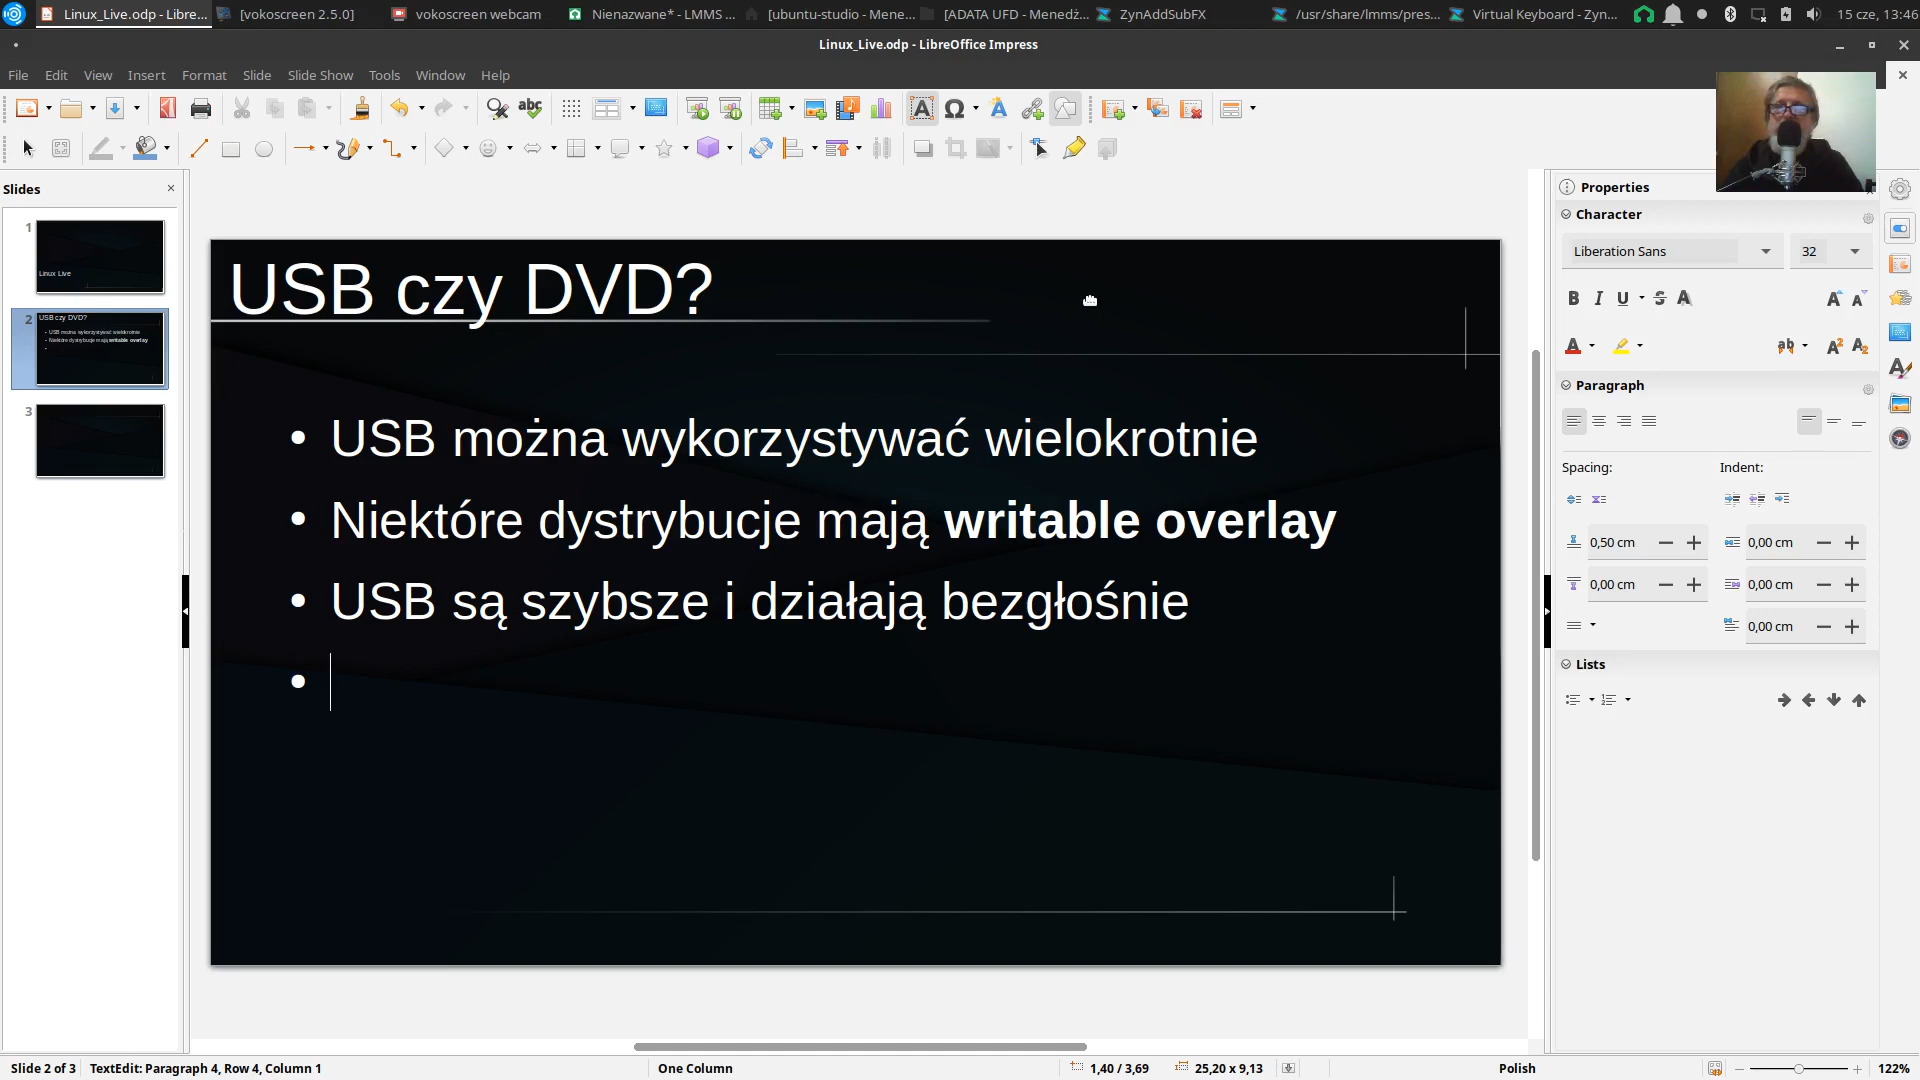 Linux_Live.odp - Libre...
[vokoscreen 2.5.0]
vokoscreen webcam
Nienazwane* - LMMS ...
[ubuntu-studio - Mene...
[ADATA UFD - Menedż...
ZynAddSubFX
/usr/share/lmms/pres...
Virtual Keyboard - Zyn...
15 cze, 13:46
Linux_Live.odp - LibreOffice Impress
File Edit View Insert Format Slide Slide Show Tools Window Help
Slides
1
Linux Live
2
USB czy DVD?
USB można wykorzystywać wielokrotnie
Niektóre dystrybucje mają writable overlay
3
USB czy DVD?
• USB można wykorzystywać wielokrotnie
• Niektóre dystrybucje mają writable overlay
• USB są szybsze i działają bezgłośnie
•
Properties
Character
Liberation Sans
32
Paragraph
Spacing:
Indent:
0,50 cm
0,00 cm
0,00 cm
0,00 cm
0,00 cm
Lists
Slide 2 of 3
TextEdit: Paragraph 4, Row 4, Column 1
One Column
1,40 / 3,69
25,20 x 9,13
Polish
122%